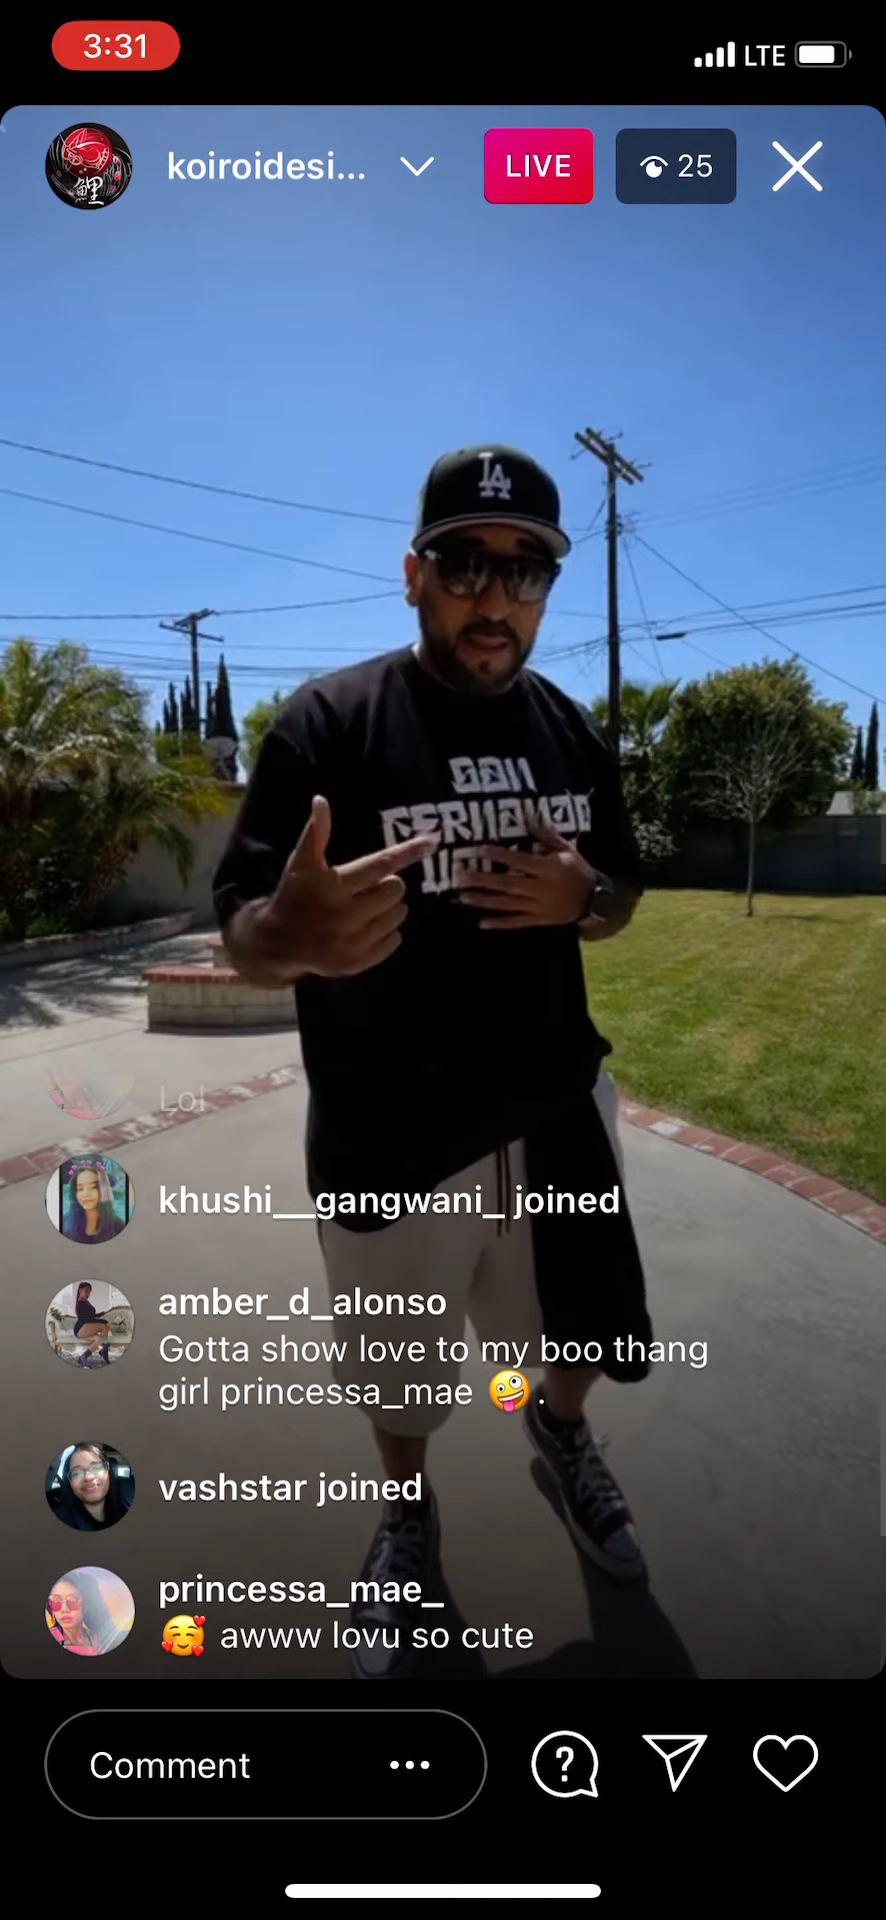 3:31
LTE
koiroidesi...
LIVE
25
鯉
LA
SAN
FERNANDO
Lol
khushi__gangwani_ joined
amber_d_alonso
Gotta show love to my boo thang
girl princessa_mae 🤪.
vashstar joined
princessa_mae_
🥰 awww lovu so cute
Comment